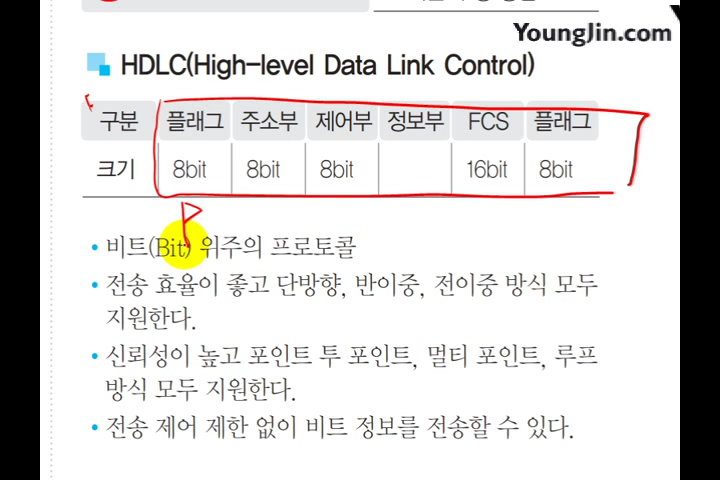 YoungJin.com
HDLC(High-level Data Link Control)
구분 플래그 주소부 제어부 정보부 FCS 플래그
크기 8bit 8bit 8bit 16bit 8bit
• 비트(Bit) 위주의 프로토콜
• 전송 효율이 좋고 단방향, 반이중, 전이중 방식 모두
지원한다.
• 신뢰성이 높고 포인트 투 포인트, 멀티 포인트, 루프
방식 모두 지원한다.
• 전송 제어 제한 없이 비트 정보를 전송할 수 있다.